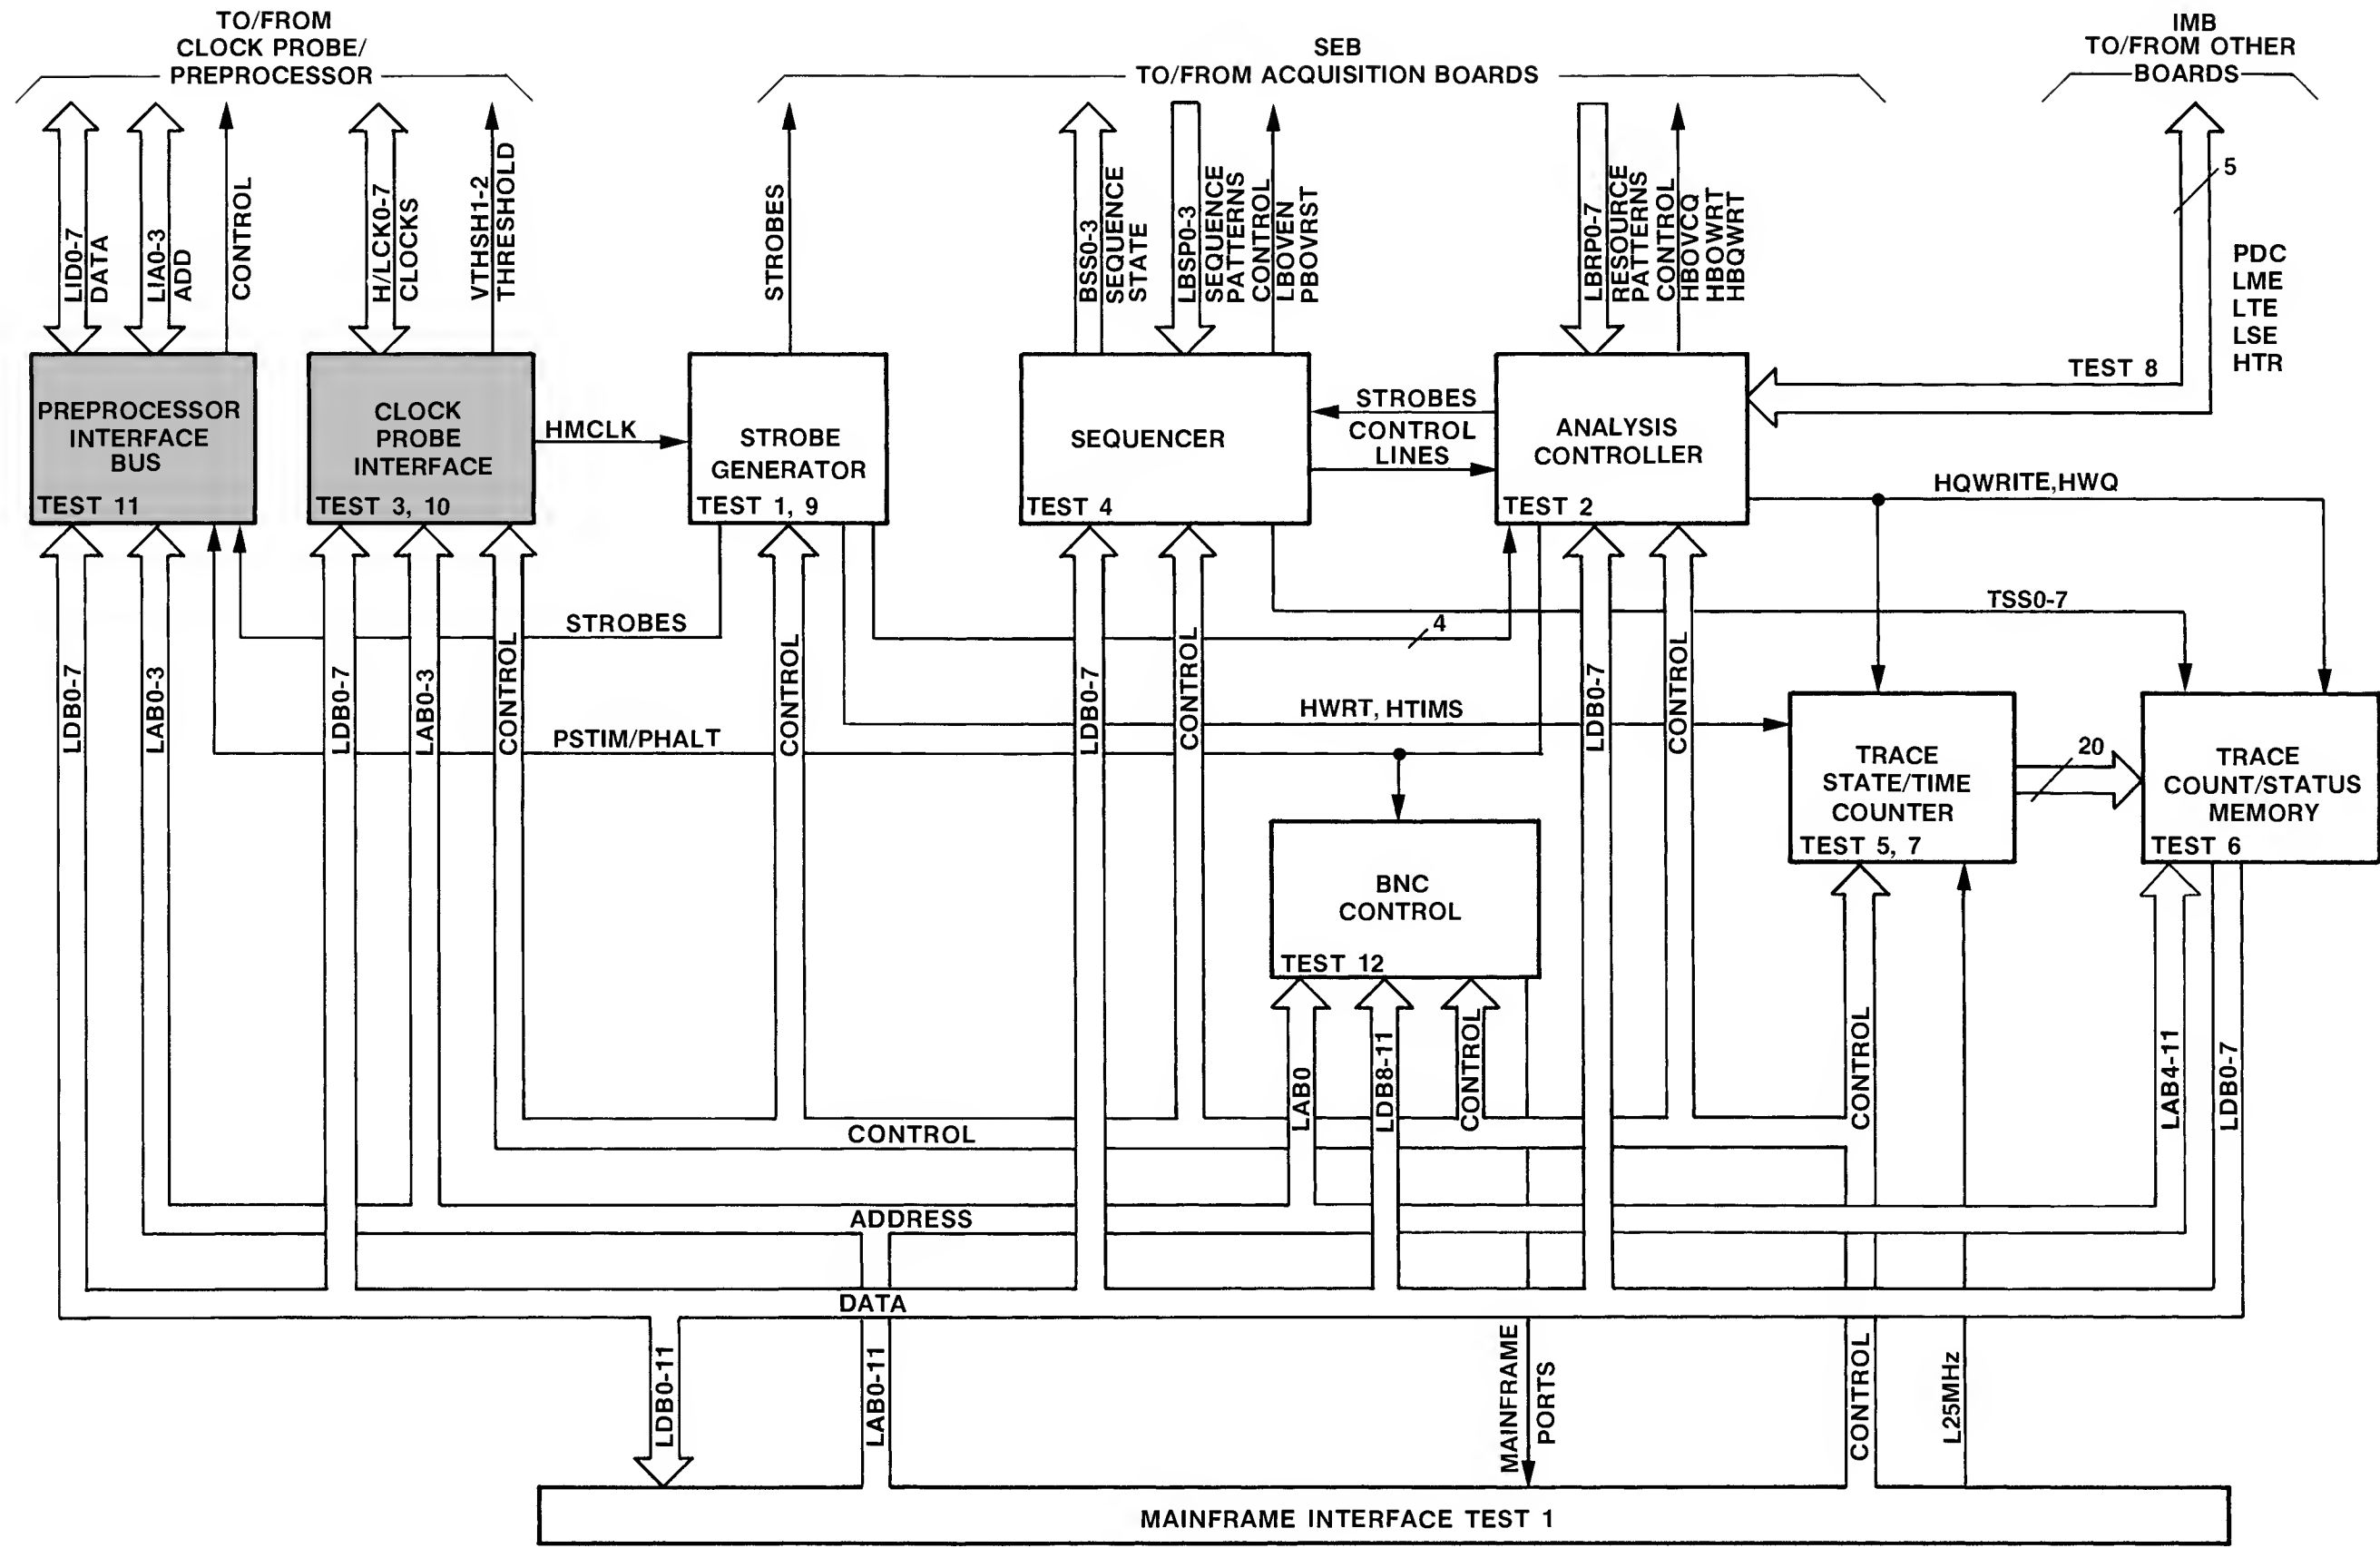 TO/FROM
CLOCK PROBE/
PREPROCESSOR
SEB
TO/FROM ACQUISITION BOARDS
IMB
TO/FROM OTHER
BOARDS
LID0-7
DATA
LIA0-3
ADD
CONTROL
H/LCK0-7
CLOCKS
VTHSH1-2
THRESHOLD
STROBES
BSS0-3
SEQUENCE
STATE
LBSP0-3
SEQUENCE
PATTERNS
CONTROL
LBOVEN
PBOVRST
LBRP0-7
RESOURCE
PATTERNS
CONTROL
HBOVCQ
HBOWRT
HBQWRT
5
PDC
LME
LTE
LSE
HTR
TEST 8
PREPROCESSOR
INTERFACE
BUS
TEST 11
CLOCK
PROBE
INTERFACE
TEST 3, 10
HMCLK
STROBE
GENERATOR
TEST 1, 9
SEQUENCER
TEST 4
STROBES
CONTROL
LINES
ANALYSIS
CONTROLLER
TEST 2
HQWRITE,HWQ
TSS0-7
STROBES
4
HWRT, HTIMS
PSTIM/PHALT
LDB0-7
LAB0-3
LDB0-7
LAB0-3
CONTROL
CONTROL
LDB0-7
CONTROL
LDB0-7
CONTROL
TRACE
STATE/TIME
COUNTER
TEST 5, 7
20
TRACE
COUNT/STATUS
MEMORY
TEST 6
BNC
CONTROL
TEST 12
LAB0
LDB8-11
CONTROL
CONTROL
LAB4-11
LDB0-7
CONTROL
ADDRESS
DATA
LDB0-11
LAB0-11
MAINFRAME
PORTS
CONTROL
L25MHz
MAINFRAME INTERFACE TEST 1